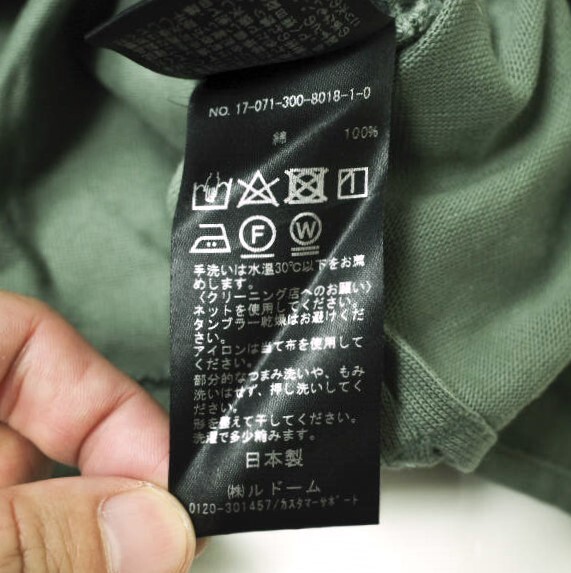 NO. 17-071-300-8018-1-0
綿 100%
F W
手洗いは水温30℃以下をお薦
めします。
〈クリーニング店へのお願い〉
ネットを使用してください。
タンブラー乾燥はお避けくだ
さい。
アイロンは当て布を使用して
ください。
部分的なつまみ洗いや、もみ
洗いはせず、押し洗いしてく
ださい。
形を整えて干してください。
洗濯で多少縮みます。
日本製
㈱ルドーム
0120-301457/カスタマーサポート